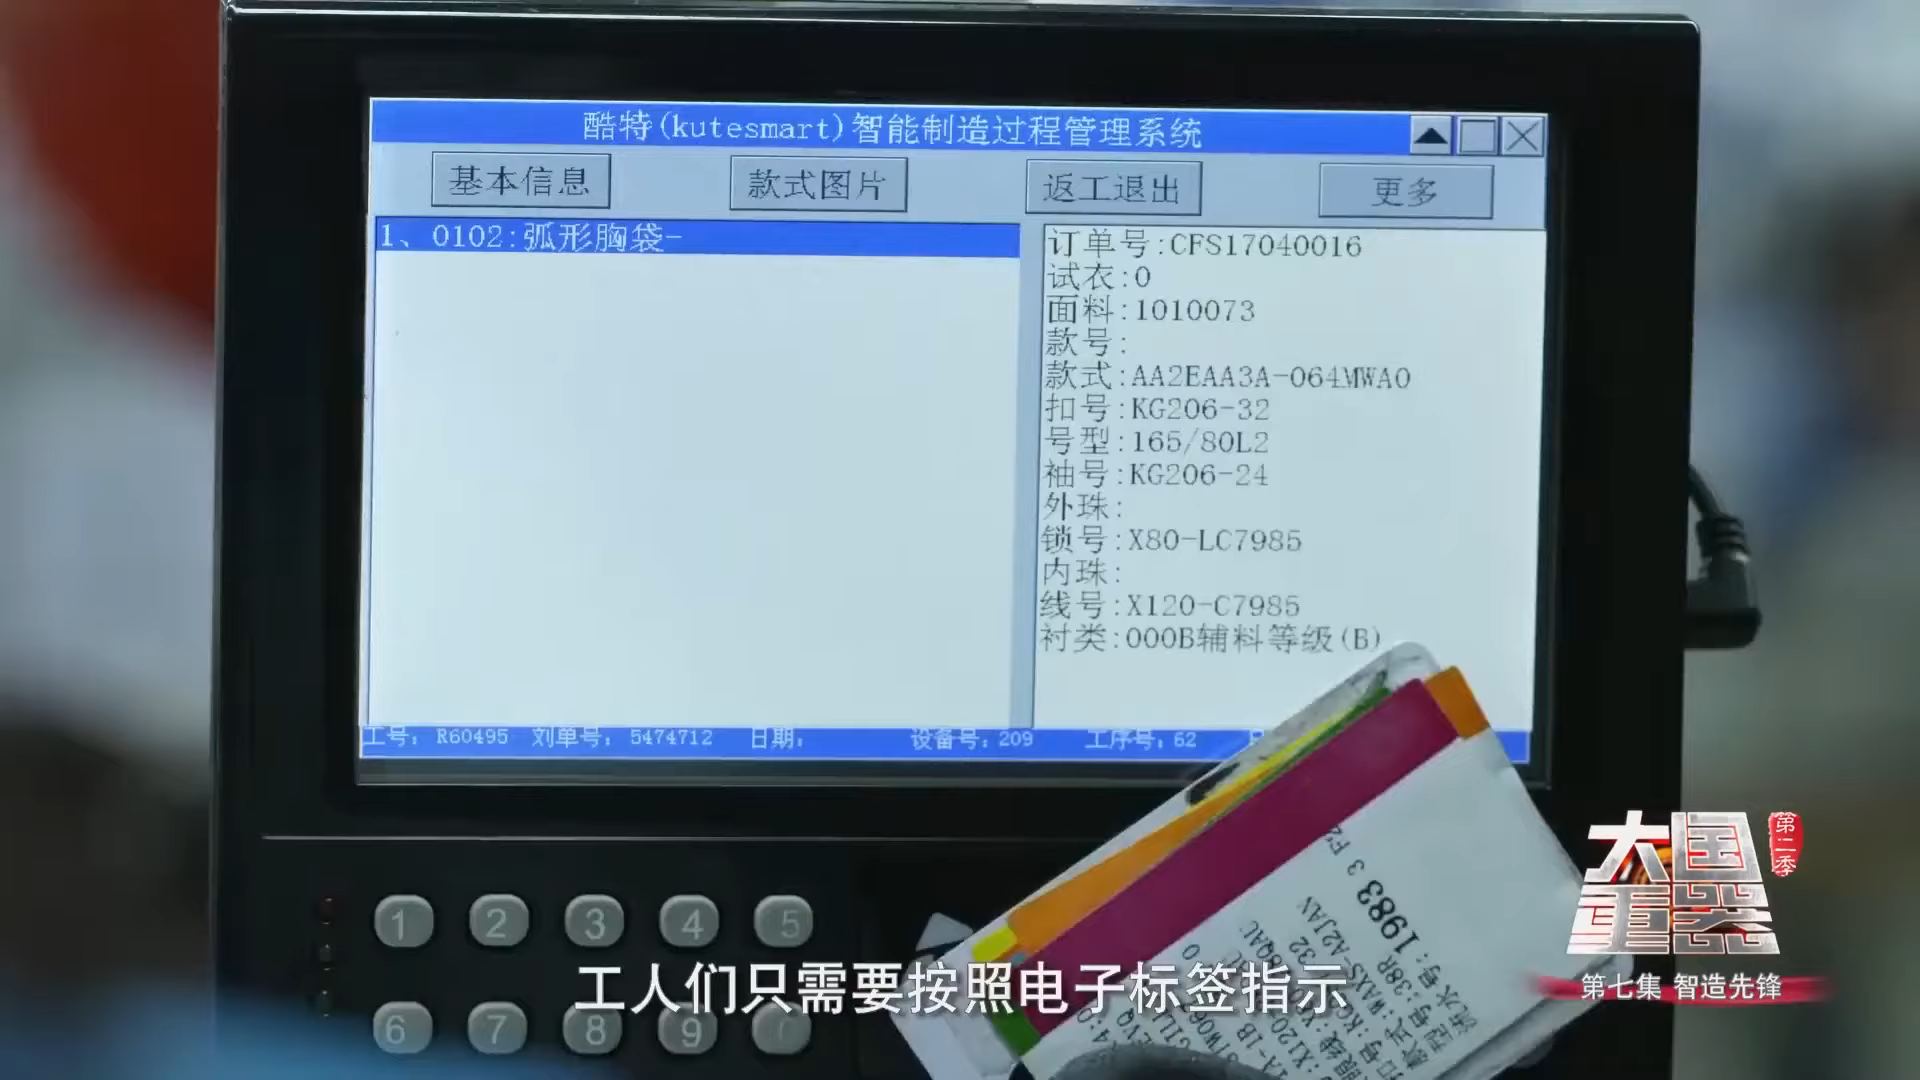 酷特(kutesmart)智能制造过程管理系统
基本信息 款式图片 返工退出 更多
1、0102:弧形胸袋-
订单号:CFS17040016
试衣:0
面料:1010073
款号:
款式:AA2EAA3A-064MWA0
扣号:KG206-32
号型:165/80L2
袖号:KG206-24
外珠:
锁号:X80-LC7985
内珠:
线号:X120-C7985
衬类:000B辅料等级(B)
工号: R60495 刘单号: 5474712 日期: 设备号: 209 工序号: 62
1 2 3 4 5
6 7 8 9
1983
型号:38R
流水号:
大国重器
第二季
第七集 智造先锋
工人们只需要按照电子标签指示